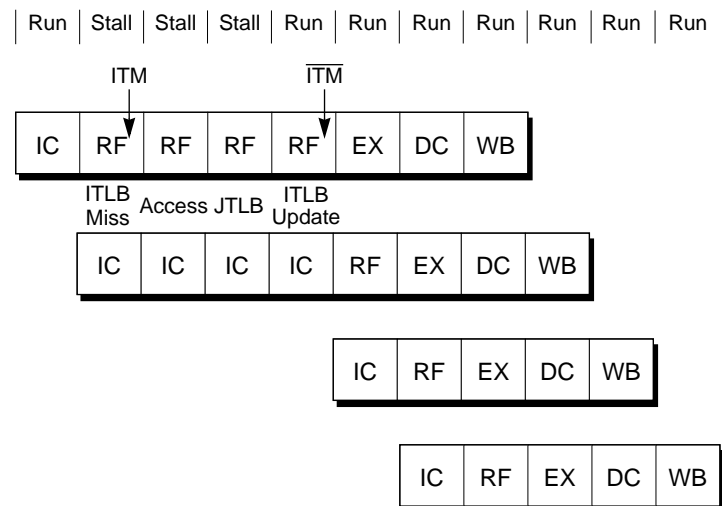 Run Stall Stall Stall Run Run Run Run Run Run Run
ITM I̅T̅M̅
IC RF RF RF RF EX DC WB
ITLB Miss Access JTLB ITLB Update
IC IC IC IC RF EX DC WB
IC RF EX DC WB
IC RF EX DC WB